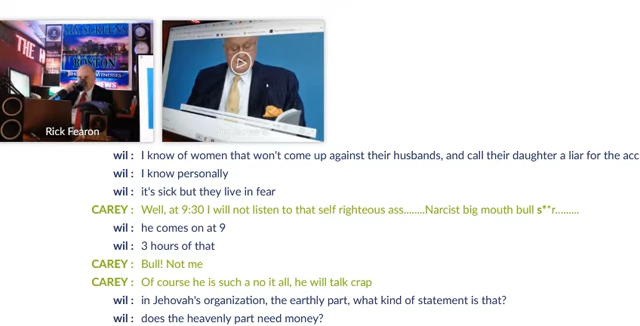 THE H
BOSTON
NEWS
Rick Fearon
wil : I know of women that won't come up against their husbands, and call their daughter a liar for the acc
wil : I know personally
wil : it's sick but they live in fear
CAREY : Well, at 9:30 I will not listen to that self righteous ass........Narcist big mouth bull s**r.........
wil : he comes on at 9
wil : 3 hours of that
CAREY : Bull! Not me
CAREY : Of course he is such a no it all, he will talk crap
wil : in Jehovah's organization, the earthly part, what kind of statement is that?
wil : does the heavenly part need money?